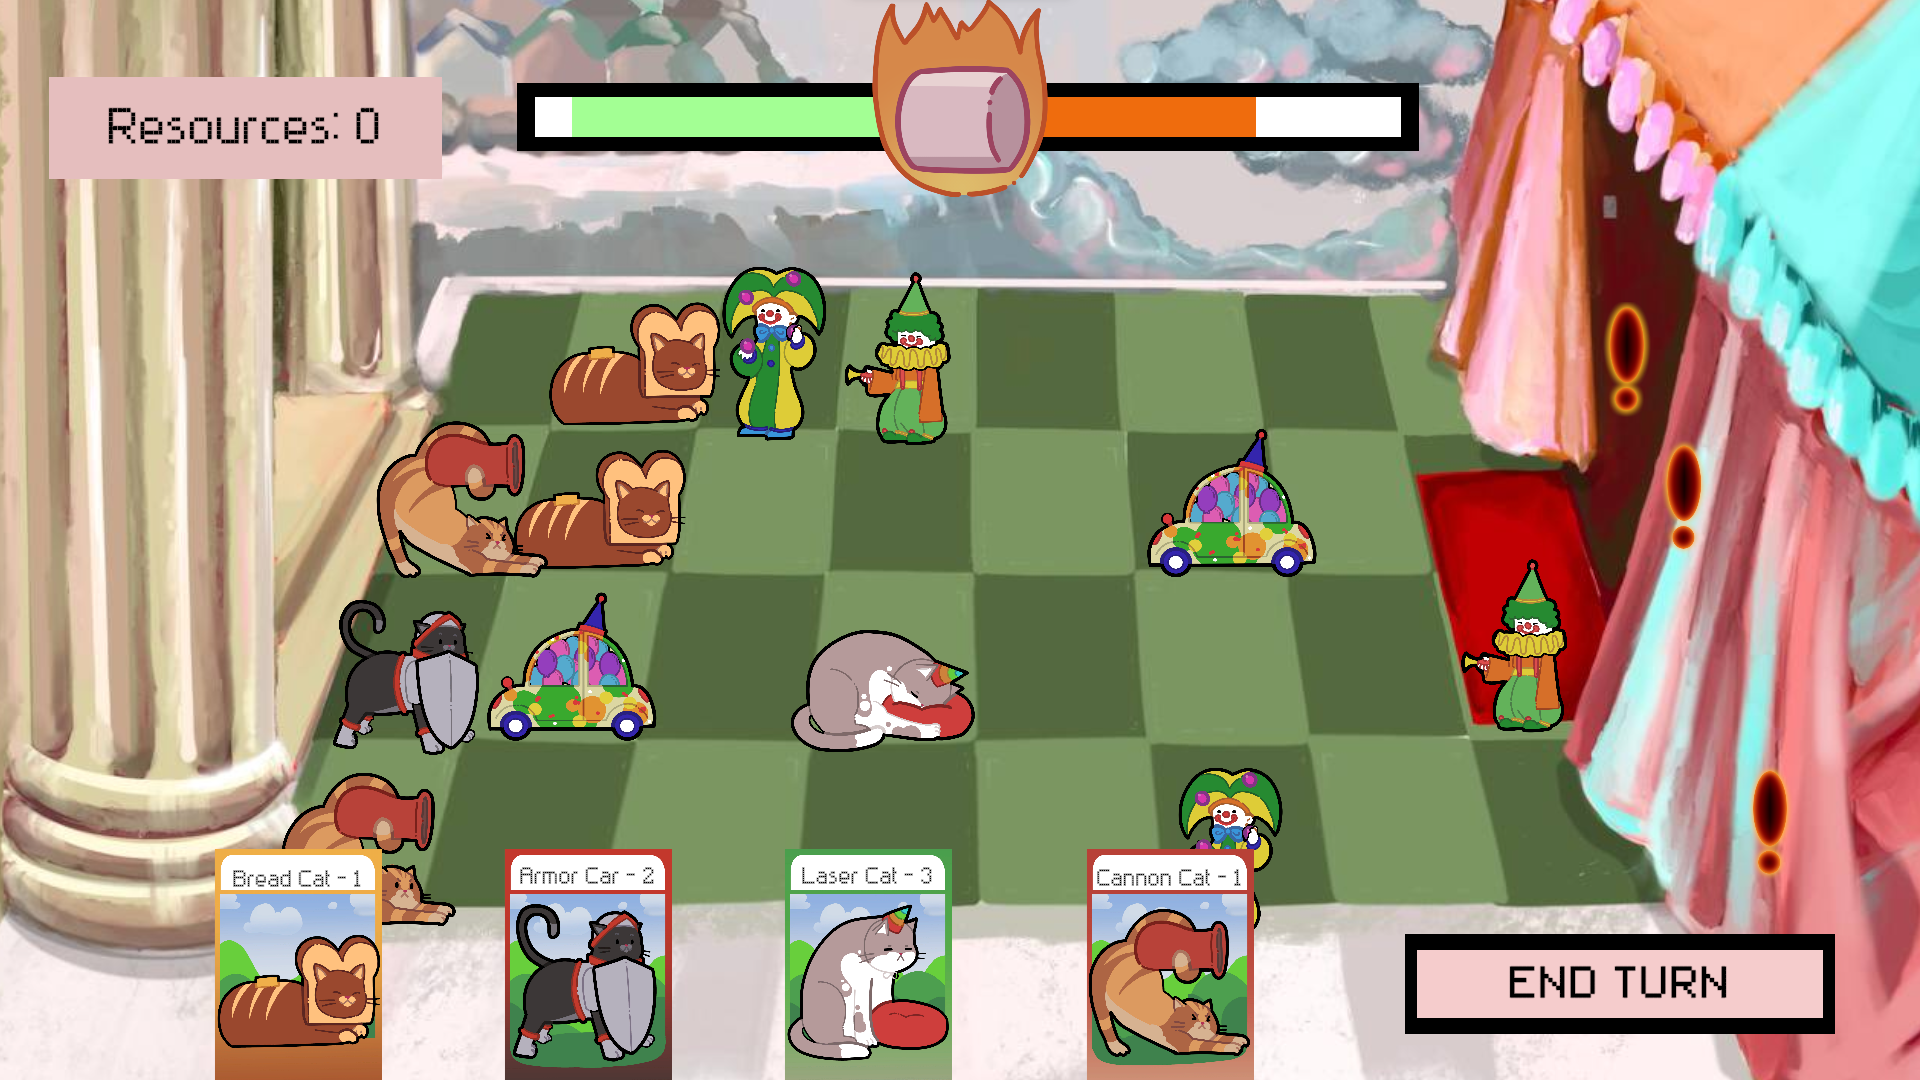 Resources: 0
Bread Cat - 1
Armor Car - 2
Laser Cat - 3
Cannon Cat - 1
END TURN